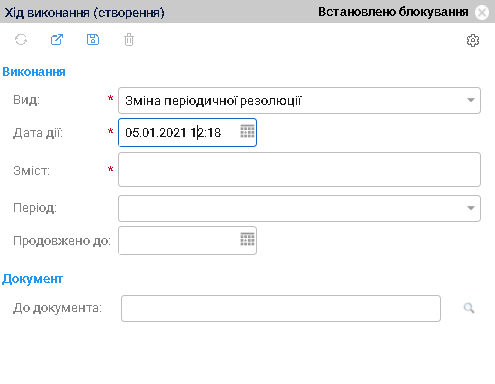 Хід виконання (створення) Встановлено блокування
Виконання
Вид: * Зміна періодичної резолюції
Дата дії: * 05.01.2021 12:18
Зміст: *
Період:
Продовжено до:
Документ
До документа: